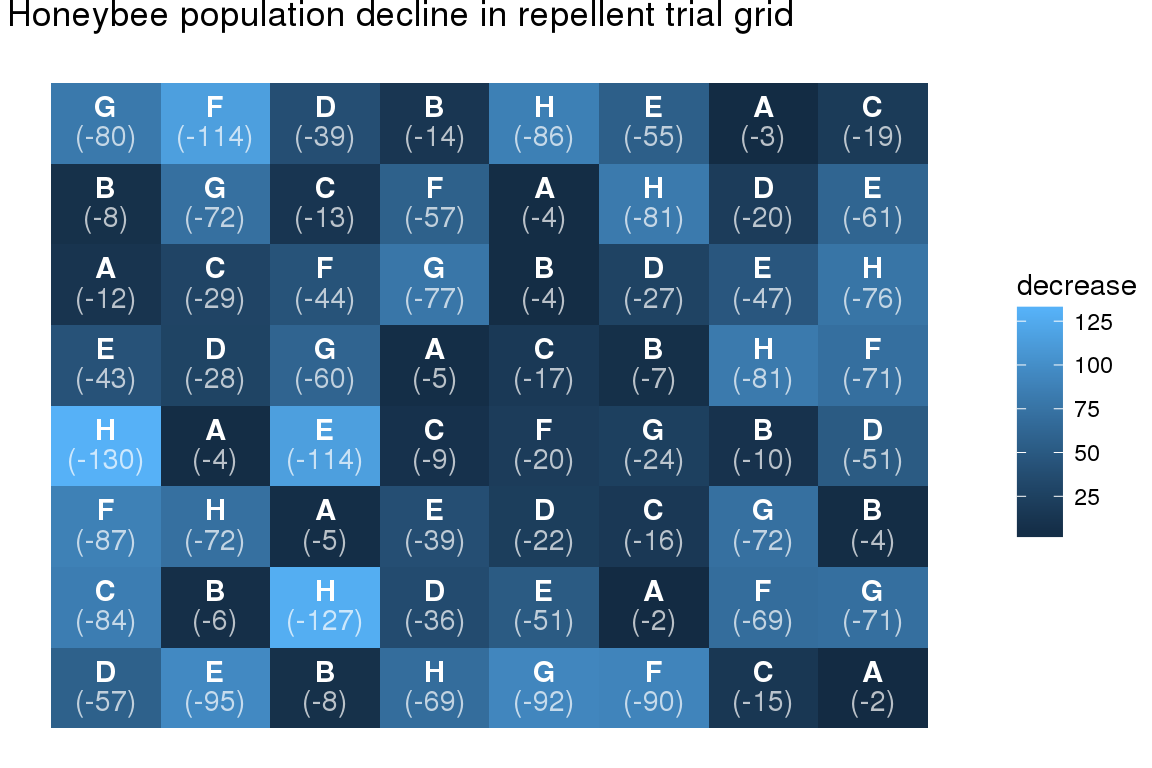 Honeybee population decline in repellent trial grid
G F D B H E A C
(-80) (-114) (-39) (-14) (-86) (-55) (-3) (-19)
B G C F A H D E
(-8) (-72) (-13) (-57) (-4) (-81) (-20) (-61)
A C F G B D E H
(-12) (-29) (-44) (-77) (-4) (-27) (-47) (-76)
E D G A C B H F
(-43) (-28) (-60) (-5) (-17) (-7) (-81) (-71)
H A E C F G B D
(-130) (-4) (-114) (-9) (-20) (-24) (-10) (-51)
F H A E D C G B
(-87) (-72) (-5) (-39) (-22) (-16) (-72) (-4)
C B H D E A F G
(-84) (-6) (-127) (-36) (-51) (-2) (-69) (-71)
D E B H G F C A
(-57) (-95) (-8) (-69) (-92) (-90) (-15) (-2)
decrease
125
100
75
50
25